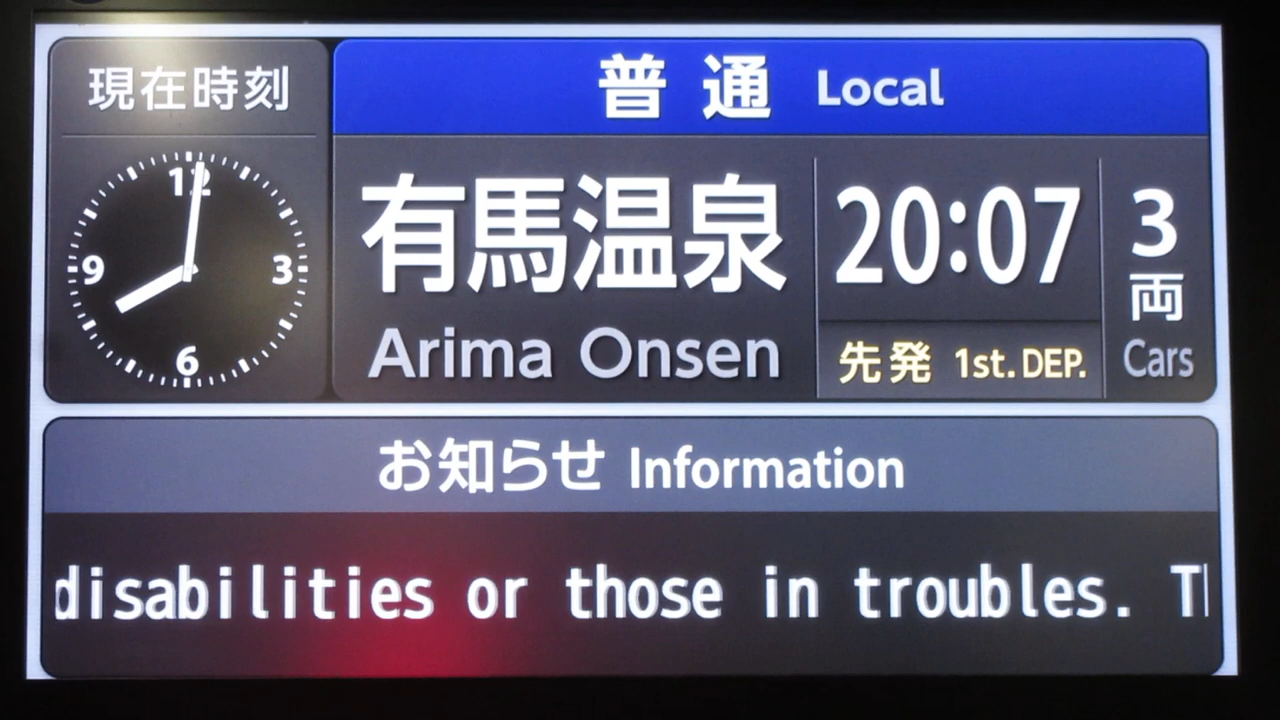 現在時刻
12
9
3
6
普通 Local
有馬温泉
Arima Onsen
20:07
先発 1st.DEP.
3
両
Cars
お知らせ Information
disabilities or those in troubles. T